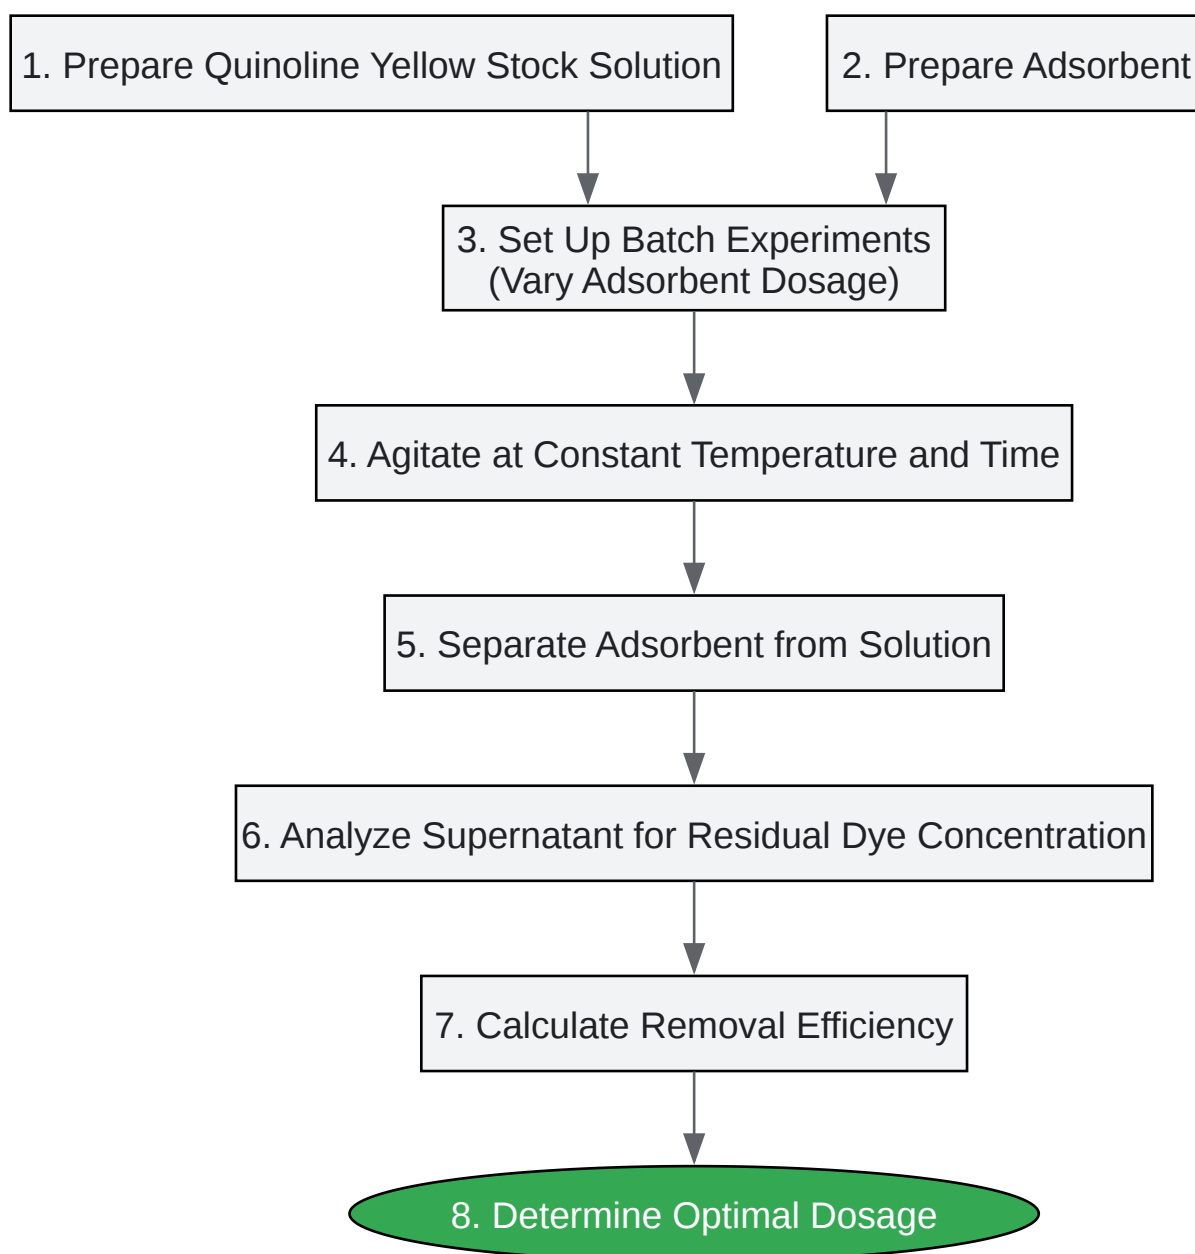 1. Prepare Quinoline Yellow Stock Solution
2. Prepare Adsorbent
3. Set Up Batch Experiments
(Vary Adsorbent Dosage)
4. Agitate at Constant Temperature and Time
5. Separate Adsorbent from Solution
6. Analyze Supernatant for Residual Dye Concentration
7. Calculate Removal Efficiency
8. Determine Optimal Dosage